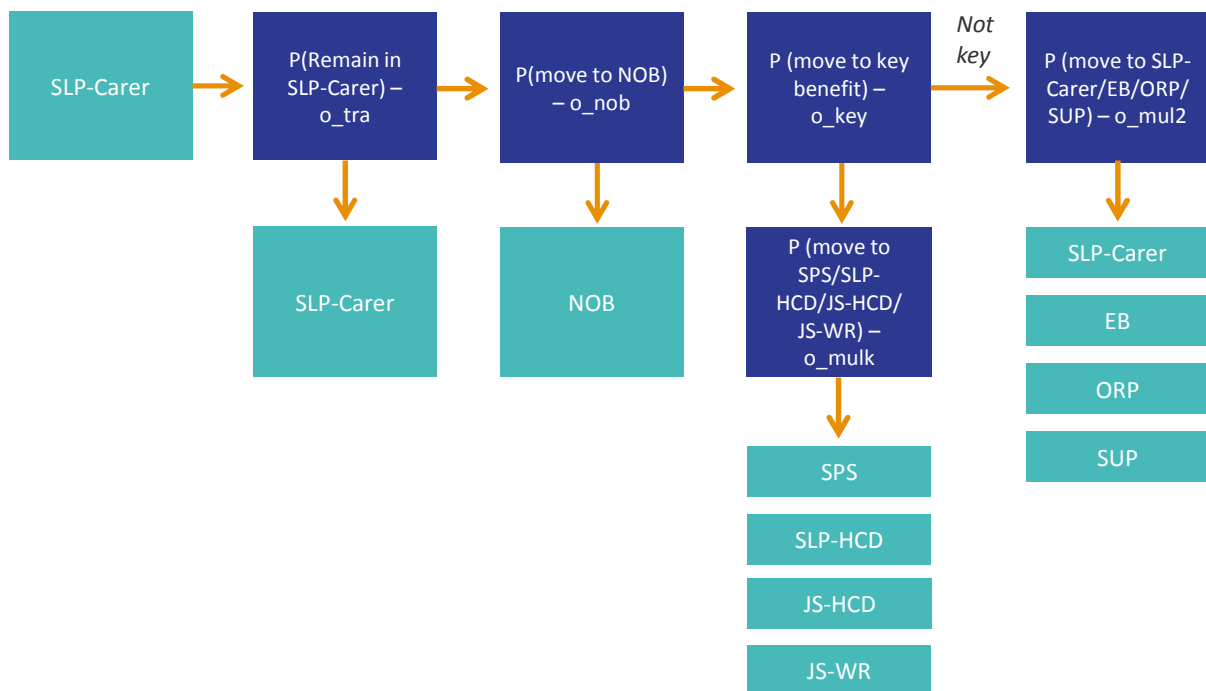 SLP-Carer
P(Remain in
SLP-Carer) –
o_tra
P(move to NOB)
– o_nob
P (move to key
benefit) –
o_key
Not
key
P (move to SLP-
Carer/EB/ORP/
SUP) – o_mul2
SLP-Carer
NOB
P (move to
SPS/SLP-
HCD/JS-HCD/
JS-WR) –
o_mulk
SLP-Carer
EB
ORP
SUP
SPS
SLP-HCD
JS-HCD
JS-WR